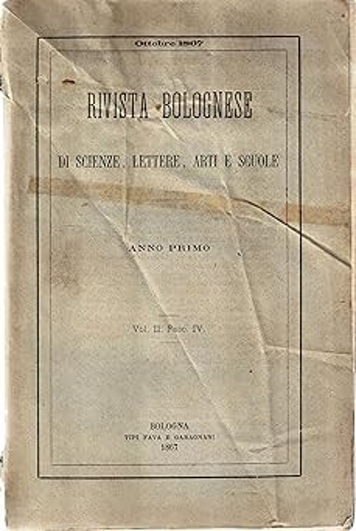 Ottobre 1867
RIVISTA BOLOGNESE
DI SCIENZE, LETTERE, ARTI E SCUOLE
ANNO PRIMO
Vol. II. Fasc. IV.
BOLOGNA
TIPI FAVA E GARAGNANI
1867